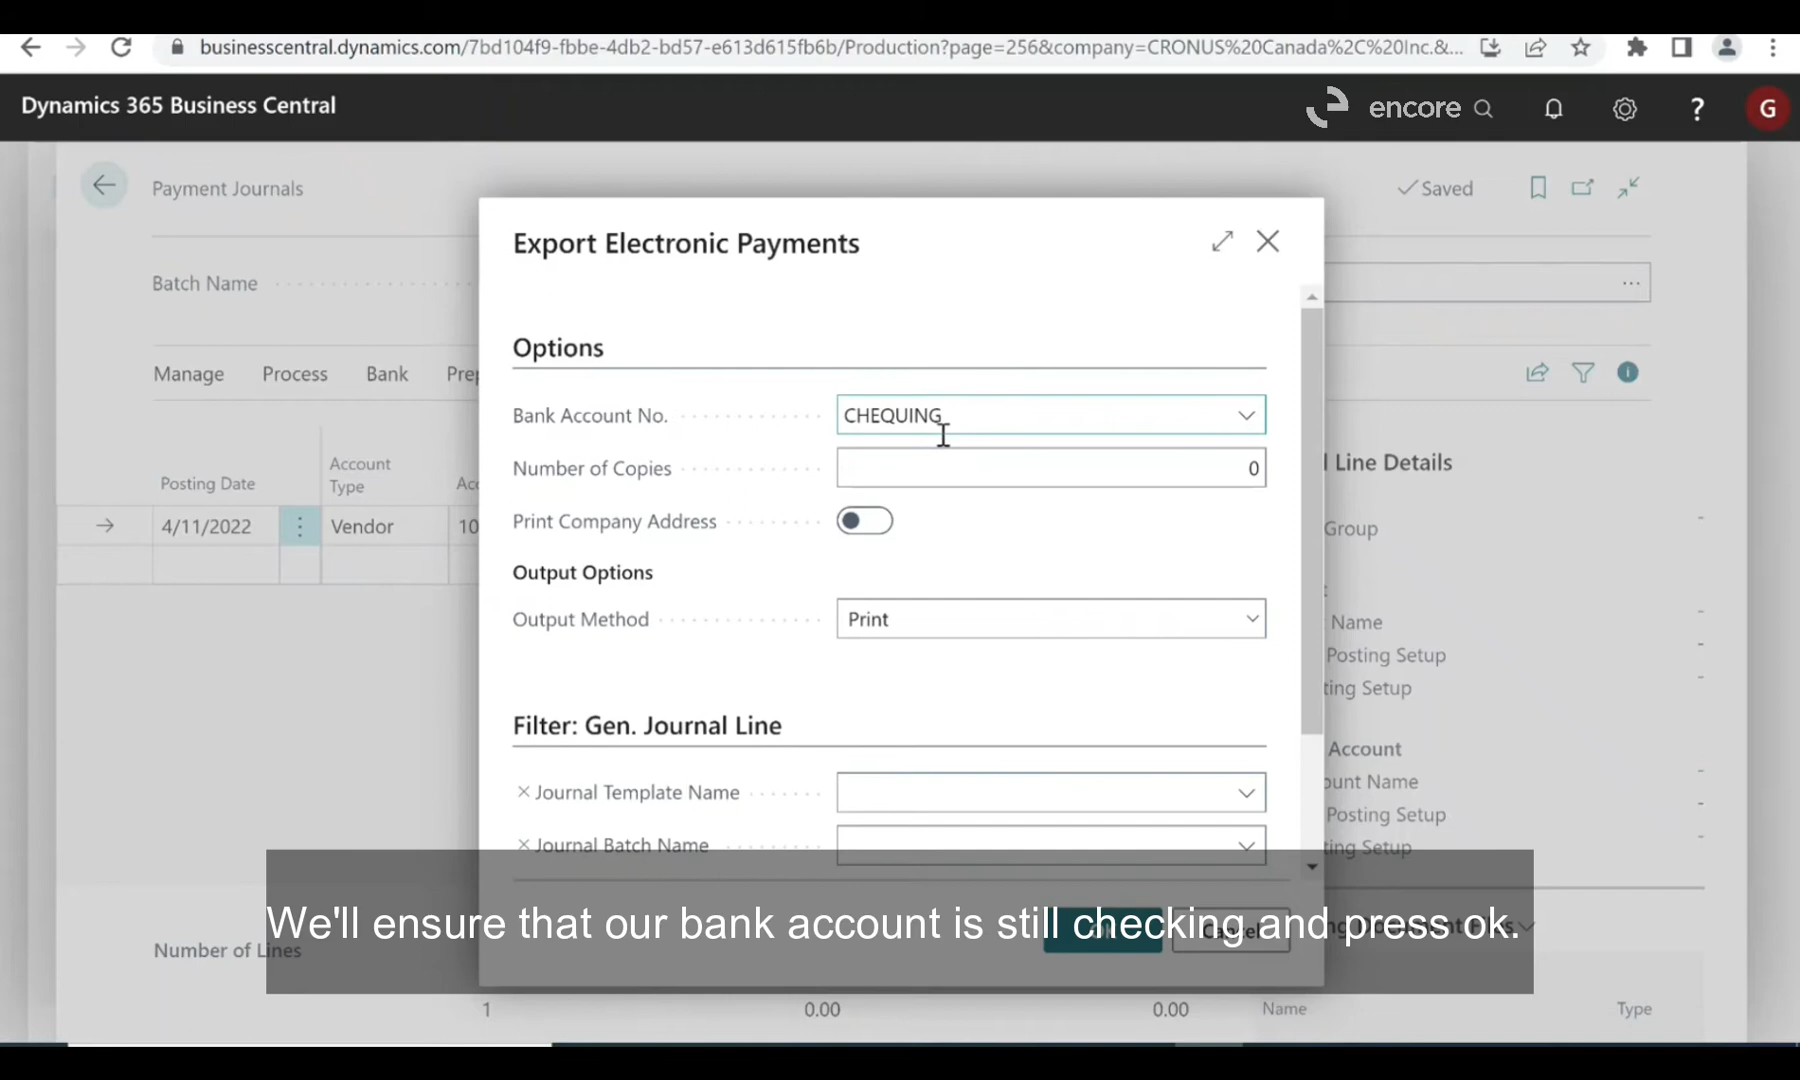 businesscentral.dynamics.com/7bd104f9-fbbe-4db2-bd57-e613d615fb6b/Production?page=256&company=CRONUS%20Canada%2C%20Inc.&...
Dynamics 365 Business Central
encore
?
G
Payment Journals
Saved
Batch Name
...
Manage Process Bank Prep
Posting Date
Account Type
Acc
4/11/2022
Vendor
10
Export Electronic Payments
Options
Bank Account No.
CHEQUING
Number of Copies
0
Print Company Address
Output Options
Output Method
Print
Filter: Gen. Journal Line
× Journal Template Name
× Journal Batch Name
OK
Cancel
l Line Details
Group
Name
Posting Setup
ting Setup
Account
ount Name
Posting Setup
ting Setup
We'll ensure that our bank account is still checking and press ok.
Number of Lines
1
0.00
0.00
Name
Type